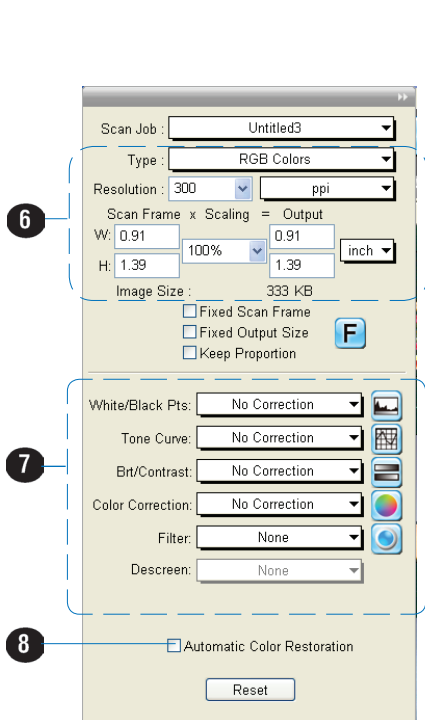 Scan Job : Untitled3
Type : RGB Colors
Resolution : 300 ppi
Scan Frame x Scaling = Output
W: 0.91 100% 0.91 inch
H: 1.39 1.39
Image Size : 333 KB
Fixed Scan Frame
Fixed Output Size
Keep Proportion
F
6
White/Black Pts: No Correction
Tone Curve: No Correction
Brt/Contrast: No Correction
Color Correction: No Correction
Filter: None
Descreen: None
7
8
Automatic Color Restoration
Reset